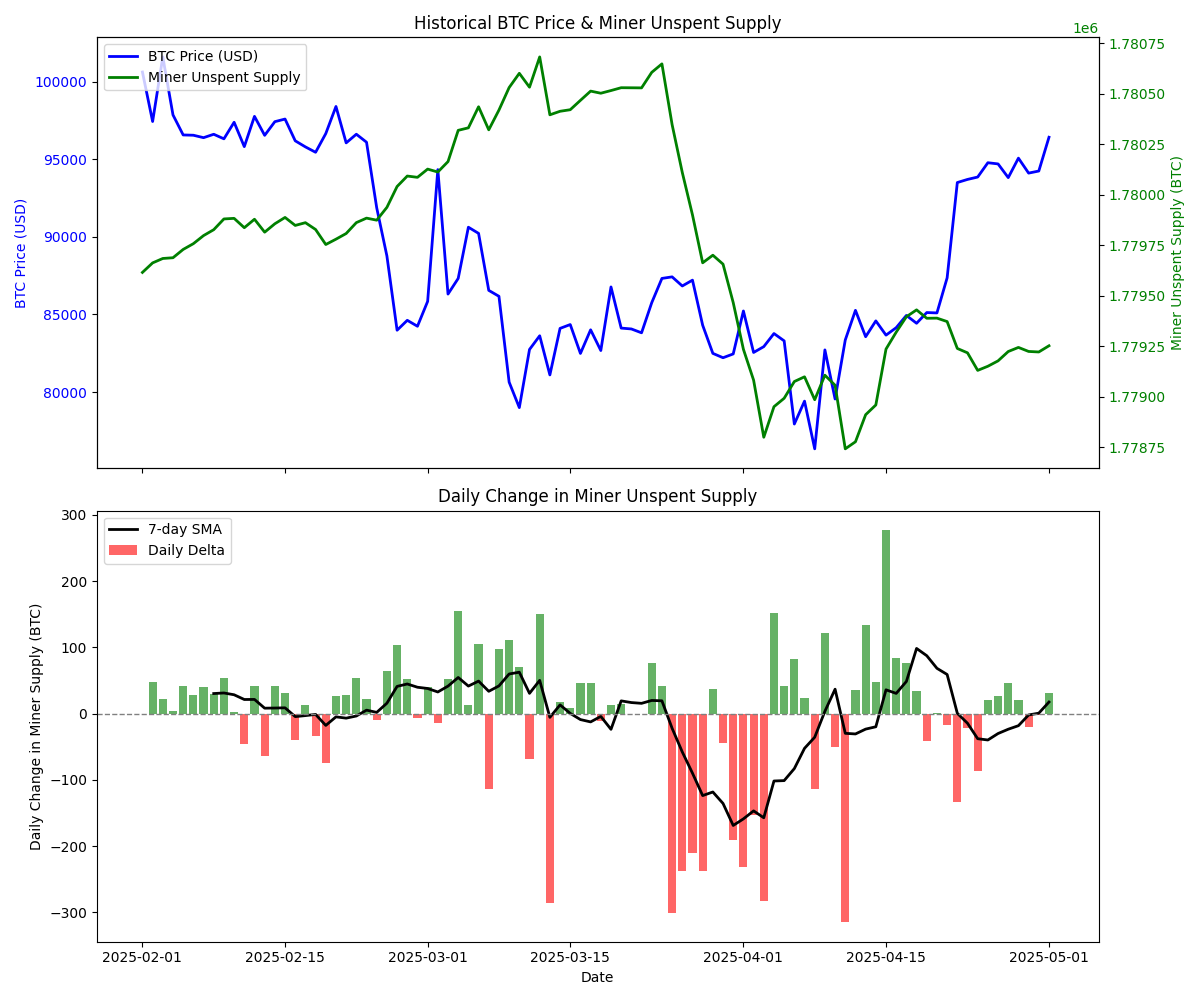 Historical BTC Price & Miner Unspent Supply
1e6
BTC Price (USD)
Miner Unspent Supply
100000
95000
90000
85000
80000
BTC Price (USD)
1.78075
1.78050
1.78025
1.78000
1.77975
1.77950
1.77925
1.77900
1.77875
Miner Unspent Supply (BTC)
Daily Change in Miner Unspent Supply
7-day SMA
Daily Delta
300
200
100
0
−100
−200
−300
Daily Change in Miner Supply (BTC)
2025-02-01
2025-02-15
2025-03-01
2025-03-15
2025-04-01
2025-04-15
2025-05-01
Date